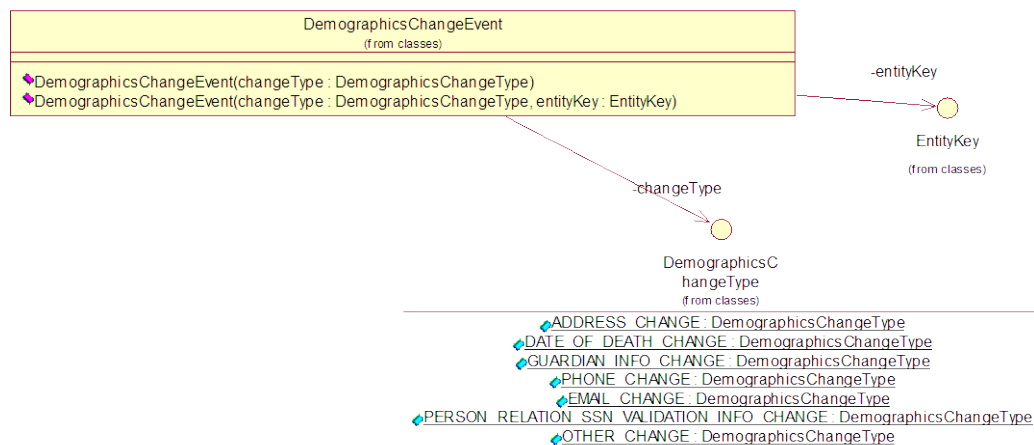 DemographicsChangeEvent
(from classes)
DemographicsChangeEvent(changeType : DemographicsChangeType)
DemographicsChangeEvent(changeType : DemographicsChangeType, entityKey : EntityKey)
-entityKey
EntityKey
(from classes)
-changeType
DemographicsC
hangeType
(from classes)
ADDRESS_CHANGE : DemographicsChangeType
DATE_OF_DEATH_CHANGE : DemographicsChangeType
GUARDIAN_INFO_CHANGE : DemographicsChangeType
PHONE_CHANGE : DemographicsChangeType
EMAIL_CHANGE : DemographicsChangeType
PERSON_RELATION_SSN_VALIDATION_INFO_CHANGE : DemographicsChangeType
OTHER_CHANGE : DemographicsChangeType